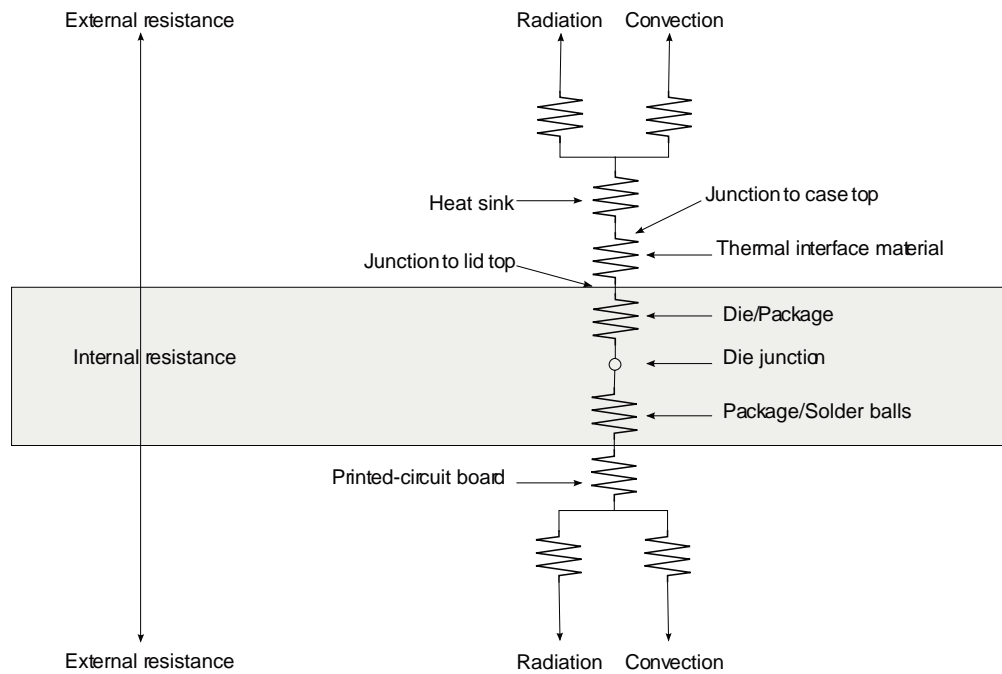 External resistance
Radiation
Convection
Heat sink
Junction to case top
Thermal interface material
Junction to lid top
Die/Package
Internal resistance
Die junction
Package/Solder balls
Printed-circuit board
External resistance
Radiation
Convection